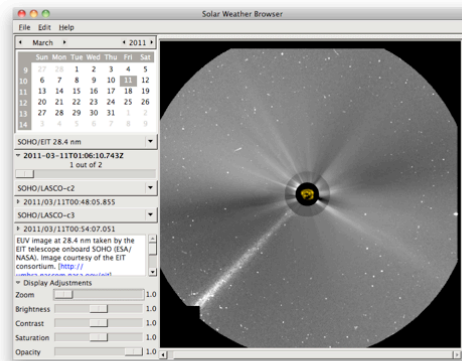 Solar Weather Browser
File Edit Help
March 2011
Sun Mon Tue Wed Thu Fri Sat
9 27 28 1 2 3 4 5
10 6 7 8 9 10 11 12
11 13 14 15 16 17 18 19
12 20 21 22 23 24 25 26
13 27 28 29 30 31 1 2
14 3 4 5 6 7 8 9
SOHO/EIT 28.4 nm
2011-03-11T01:06:10.743Z
1 out of 2
SOHO/LASCO-c2
2011/03/11T00:48:05.855
SOHO/LASCO-c3
2011/03/11T00:54:07.051
EUV image at 28.4 nm taken by the
EIT telescope onboard SOHO (ESA/
NASA). Image courtesy of the EIT
consortium. [http://
Display Adjustments
Zoom 1.0
Brightness 1.0
Contrast 1.0
Saturation 1.0
Opacity 1.0